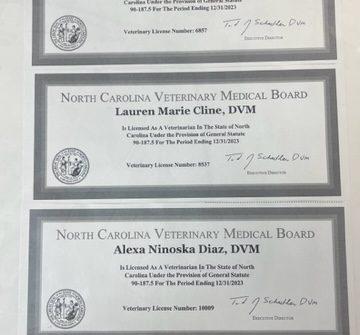 Carolina Under the Provision of General Statute
90-187.5 For The Period Ending 12/31/2023
Veterinary License Number: 6857
EXECUTIVE DIRECTOR
NORTH CAROLINA VETERINARY MEDICAL BOARD
Lauren Marie Cline, DVM
Is Licensed As a Veterinarian In The State of North
Carolina Under the Provision of General Statute
90-187.5 For The Period Ending 12/31/2023
Veterinary License Number: 8537
DVM
EXECUTIVE DIRECTOR
NORTH CAROLINA VETERINARY MEDICAL BOARD
Alexa Ninoska Diaz, DVM
Is Licensed As a Veterinarian In The State of North
Carolina Under the Provision of General Statute
90-187.5 For The Period Ending 12/31/2023
Veterinary License Number: 10009
DVM
EXECUTIVE DIRECTOR